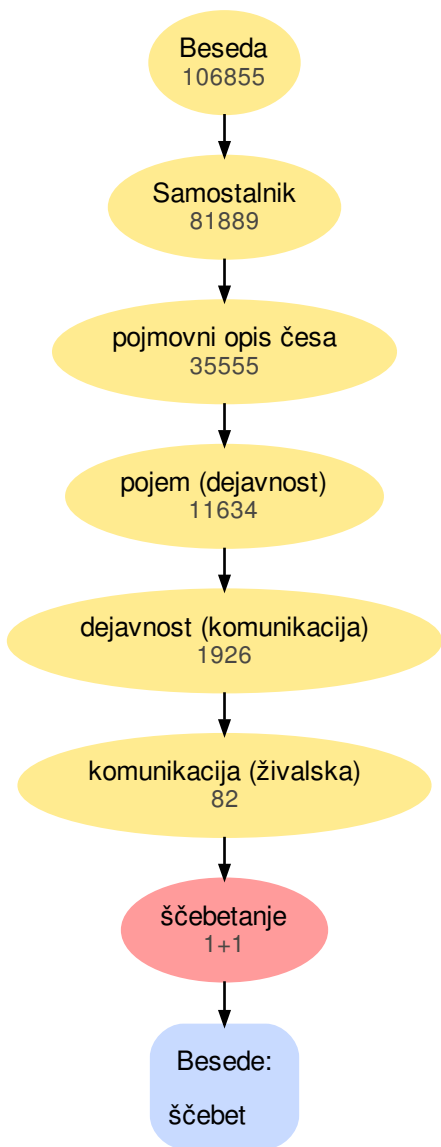 Beseda
106855
Samostalnik
81889
pojmovni opis česa
35555
pojem (dejavnost)
11634
dejavnost (komunikacija)
1926
komunikacija (živalska)
82
ščebetanje
1+1
Besede:
ščebet